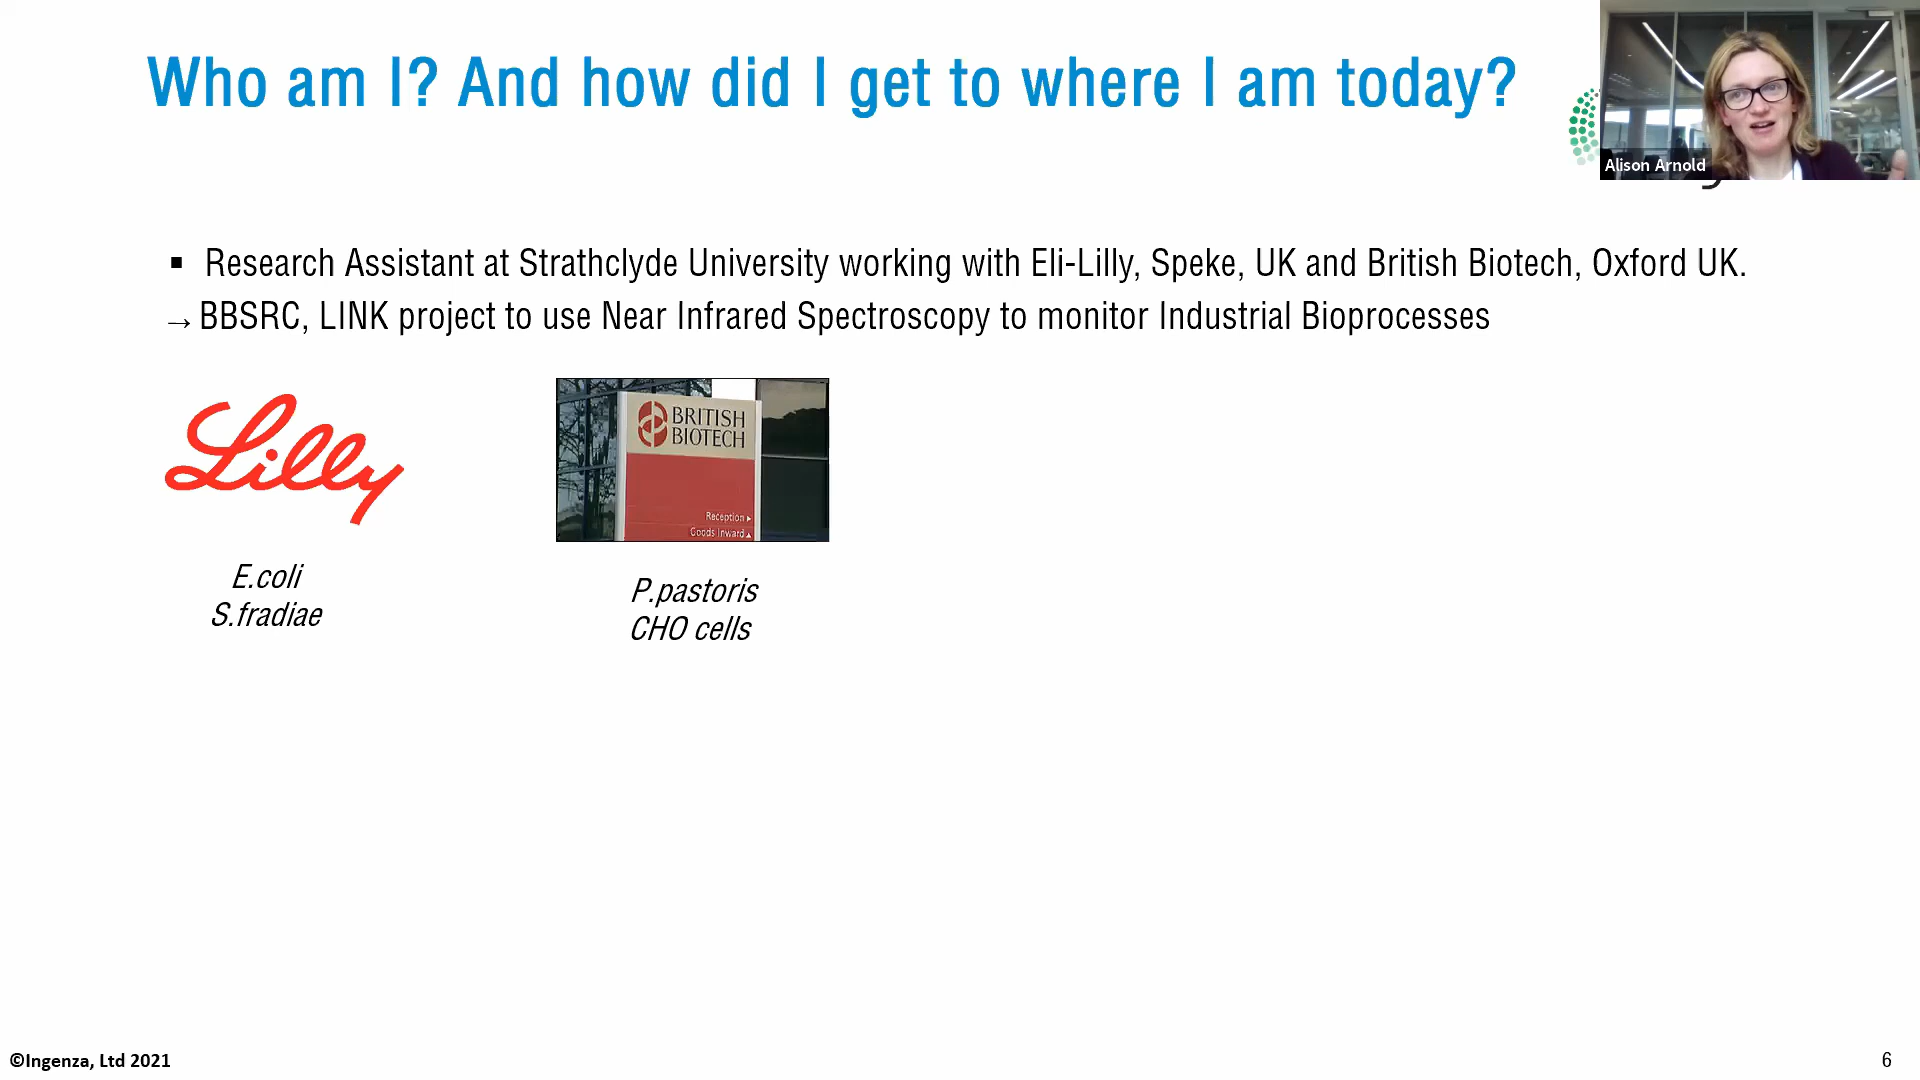 Who am I? And how did I get to where I am today?
Alison Arnold
▪ Research Assistant at Strathclyde University working with Eli-Lilly, Speke, UK and British Biotech, Oxford UK.
→ BBSRC, LINK project to use Near Infrared Spectroscopy to monitor Industrial Bioprocesses
Lilly
BRITISH
BIOTECH
Reception ▸
Goods Inward ▴
E.coli
S.fradiae
P.pastoris
CHO cells
©Ingenza, Ltd 2021
6